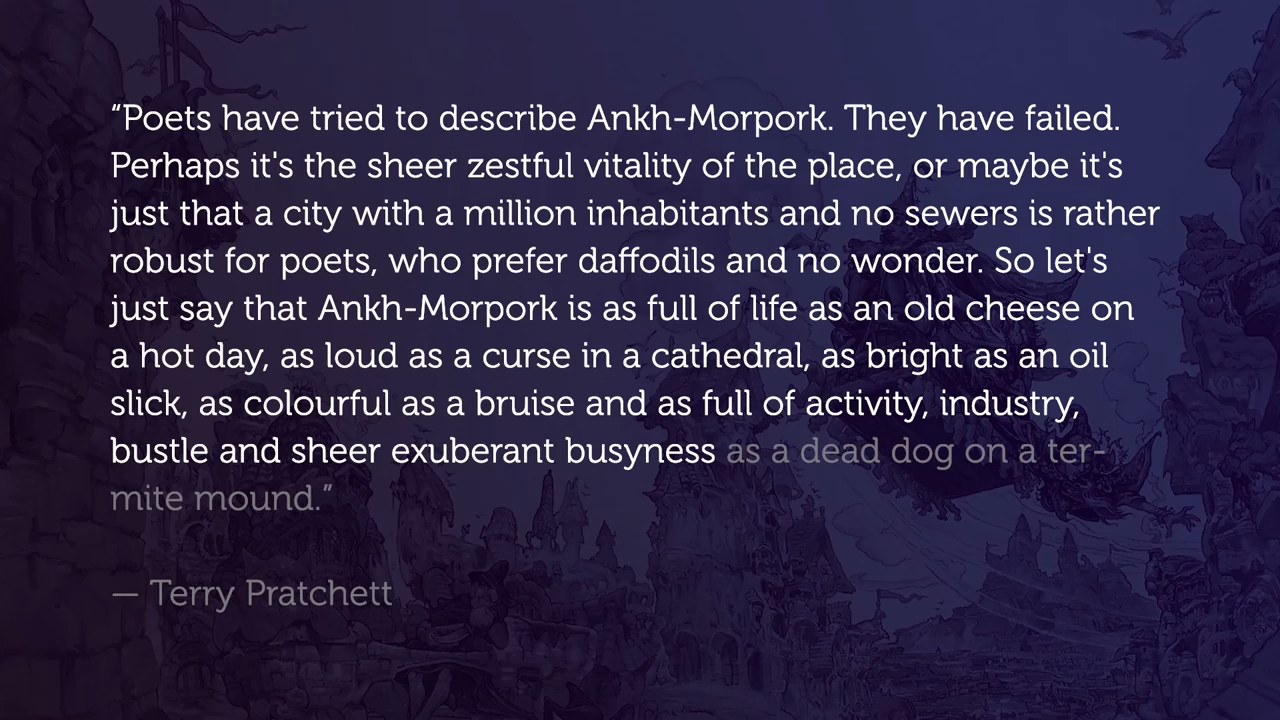 “Poets have tried to describe Ankh-Morpork. They have failed.
Perhaps it's the sheer zestful vitality of the place, or maybe it's
just that a city with a million inhabitants and no sewers is rather
robust for poets, who prefer daffodils and no wonder. So let's
just say that Ankh-Morpork is as full of life as an old cheese on
a hot day, as loud as a curse in a cathedral, as bright as an oil
slick, as colourful as a bruise and as full of activity, industry,
bustle and sheer exuberant busyness as a dead dog on a ter-
mite mound.”
— Terry Pratchett